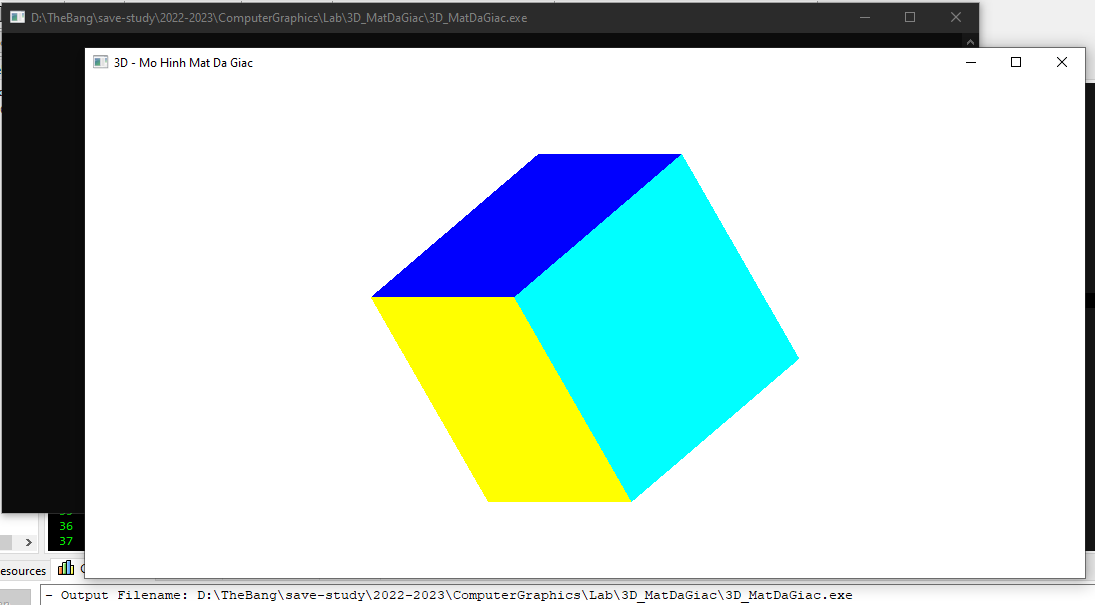 D:\TheBang\save-study\2022-2023\ComputerGraphics\Lab\3D_MatDaGiac\3D_MatDaGiac.exe
3D - Mo Hinh Mat Da Giac
36
37
esources
- Output Filename: D:\TheBang\save-study\2022-2023\ComputerGraphics\Lab\3D_MatDaGiac\3D_MatDaGiac.exe